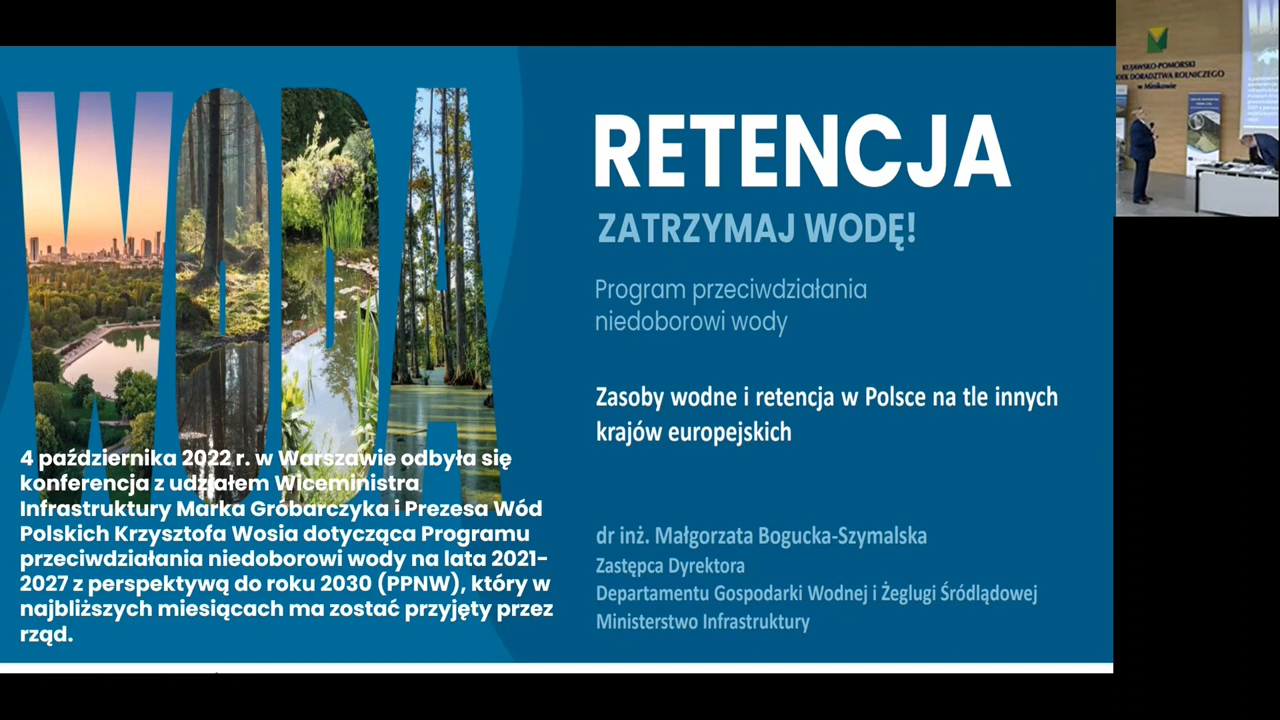 WODA
RETENCJA
ZATRZYMAJ WODĘ!
Program przeciwdziałania
niedoborowi wody
Zasoby wodne i retencja w Polsce na tle innych
krajów europejskich
4 października 2022 r. w Warszawie odbyła się
konferencja z udziałem Wiceministra
Infrastruktury Marka Gróbarczyka i Prezesa Wód
Polskich Krzysztofa Wosia dotycząca Programu
przeciwdziałania niedoborowi wody na lata 2021-
2027 z perspektywą do roku 2030 (PPNW), który w
najbliższych miesiącach ma zostać przyjęty przez
rząd.
dr inż. Małgorzata Bogucka-Szymalska
Zastępca Dyrektora
Departamentu Gospodarki Wodnej i Żeglugi Śródlądowej
Ministerstwo Infrastruktury
KUJAWSKO-POMORSKI
DORADZTWA ROLNICZEGO
w Minikowie